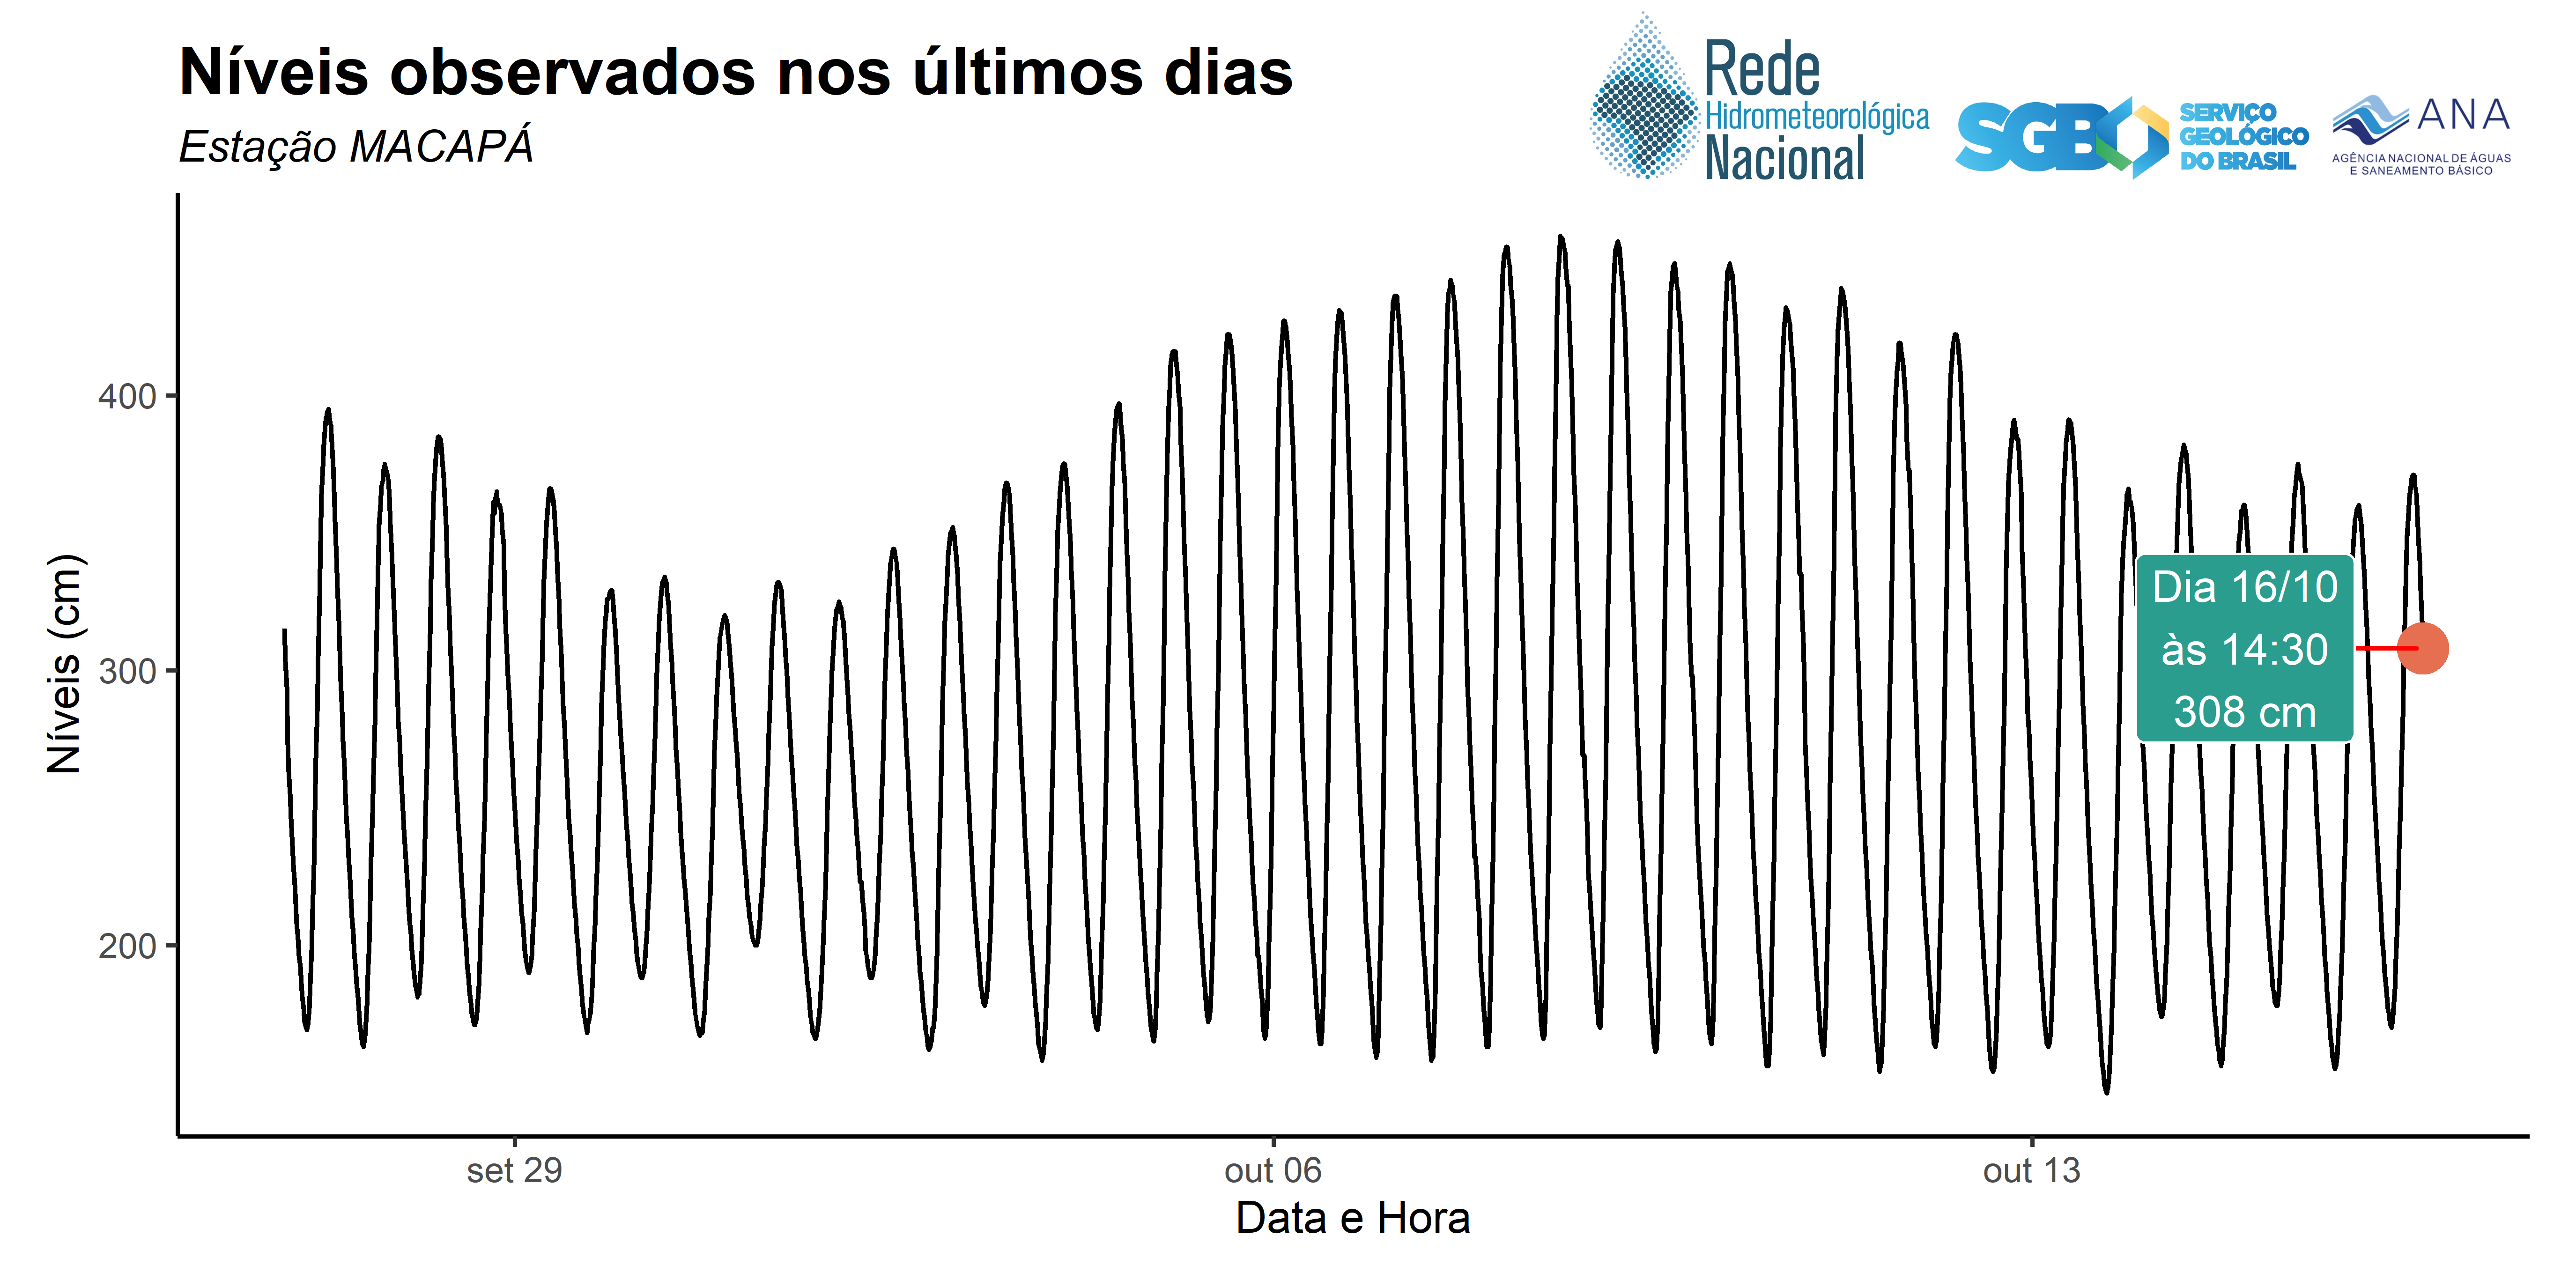 Níveis observados nos últimos dias
Estação MACAPÁ
Rede
Hidrometeorológica
Nacional
SGB
SERVIÇO
GEOLÓGICO
DO BRASIL
ANA
AGÊNCIA NACIONAL DE ÁGUAS
E SANEAMENTO BÁSICO
Níveis (cm)
400
300
200
Dia 16/10
às 14:30
308 cm
set 29
out 06
out 13
Data e Hora